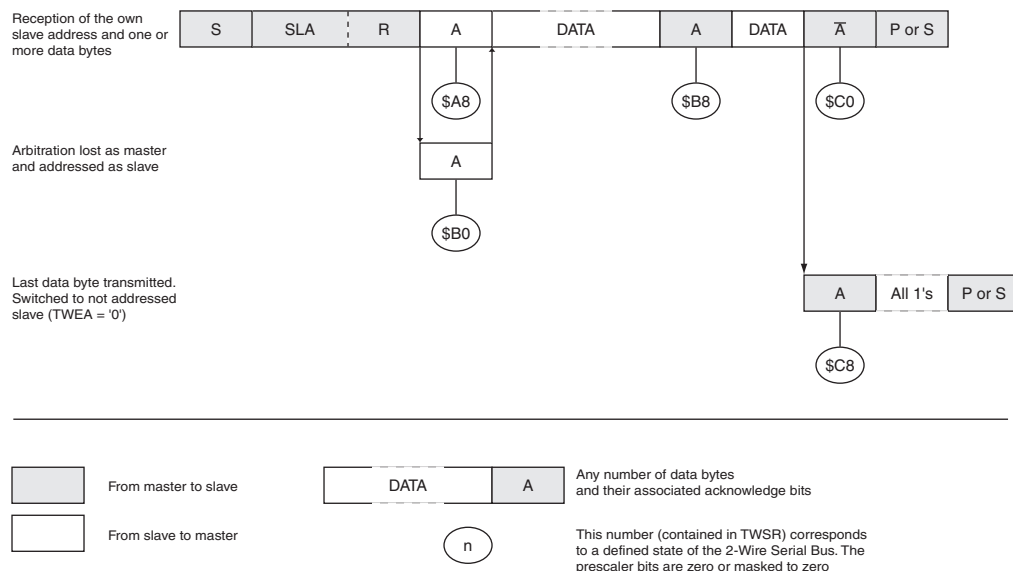 Reception of the own
slave address and one or
more data bytes
S SLA R A DATA A DATA A̅ P or S
$A8 $B8 $C0
Arbitration lost as master
and addressed as slave
A
$B0
Last data byte transmitted.
Switched to not addressed
slave (TWEA = '0')
A All 1's P or S
$C8
From master to slave
DATA A
Any number of data bytes
and their associated acknowledge bits
From slave to master
n
This number (contained in TWSR) corresponds
to a defined state of the 2-Wire Serial Bus. The
prescaler bits are zero or masked to zero